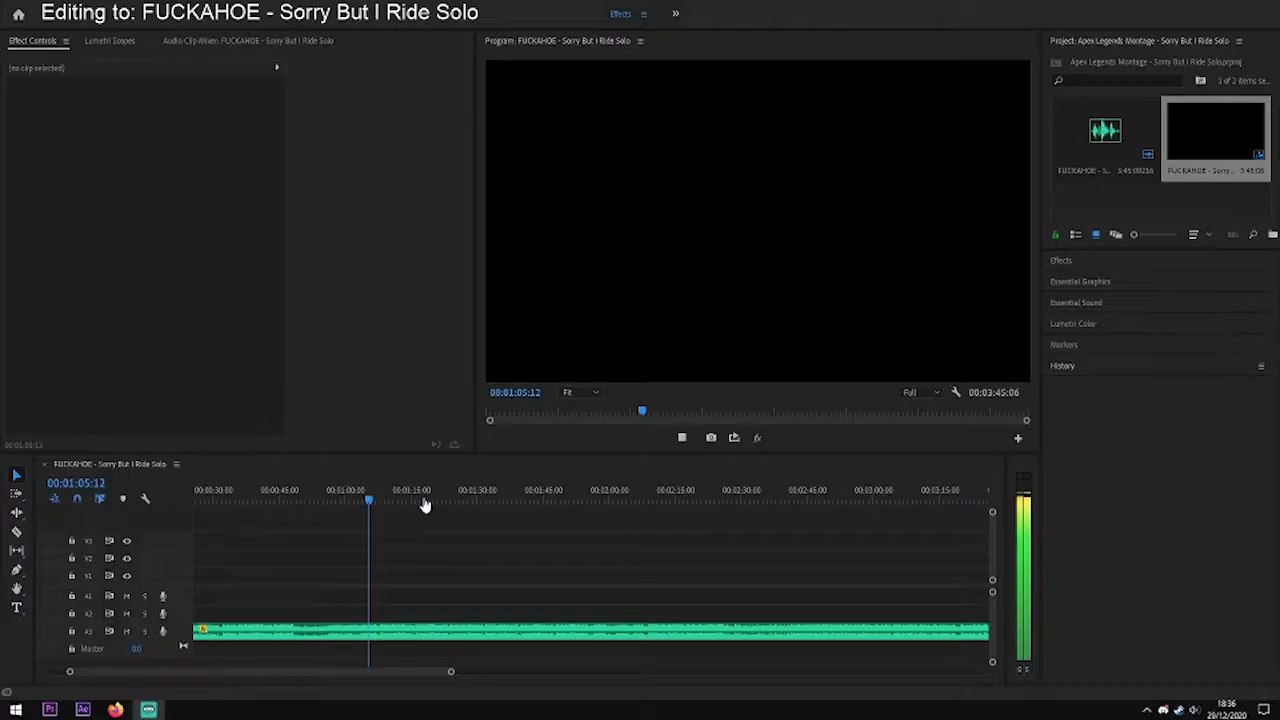 Editing to: FUCKAHOE - Sorry But I Ride Solo
Effects
Effect Controls
Lumetri Scopes
Audio Clip Mixer: FUCKAHOE - Sorry But I Ride Solo
Program: FUCKAHOE - Sorry But I Ride Solo
Project: Apex Legends Montage - Sorry But I Ride Solo
(no clip selected)
Apex Legends Montage - Sorry But I Ride Solo.prproj
1 of 2 items se...
FUCKAHOE - S... 3:45:09216
FUCKAHOE - Sorry... 3:45:06
Effects
Essential Graphics
Essential Sound
Lumetri Color
Markers
History
00:01:05:12
Fit
Full
00:03:45:06
fx
00:01:05:13
FUCKAHOE - Sorry But I Ride Solo
00:01:05:12
00:00:30:00 00:00:45:00 00:01:00:00 00:01:15:00 00:01:30:00 00:01:45:00 00:02:00:00 00:02:15:00 00:02:30:00 00:02:45:00 00:03:00:00 00:03:15:00
V3
V2
V1
A1 M S
A2 M S
A3 M S
Master 0.0
S S
Pr Ae
18:36
29/12/2020